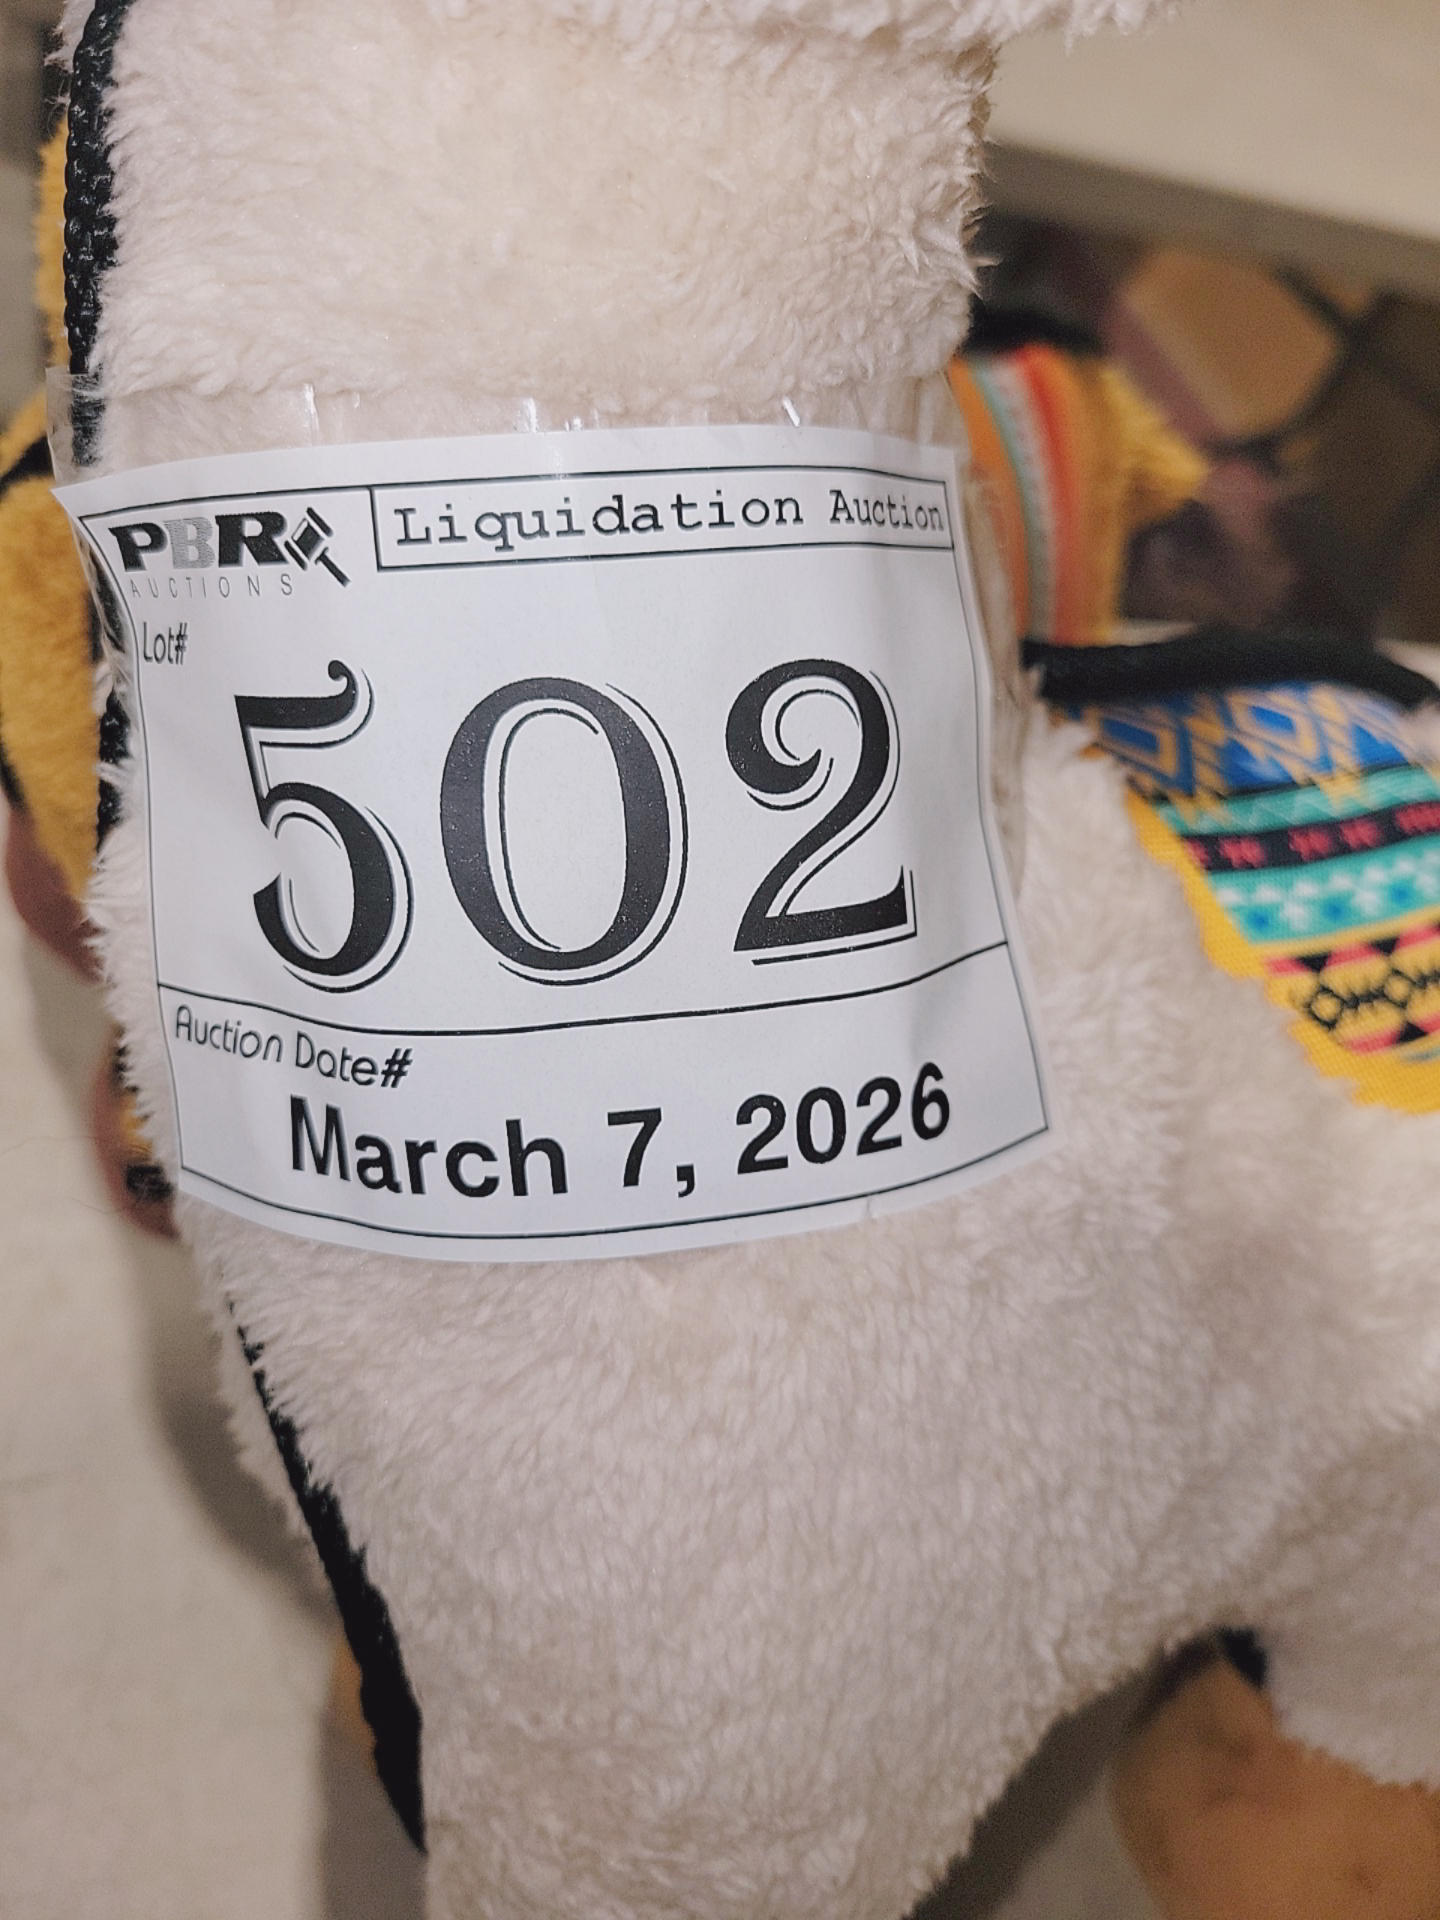 PBR
AUCTIONS
Liquidation Auction
Lot#
502
Auction Date#
March 7, 2026